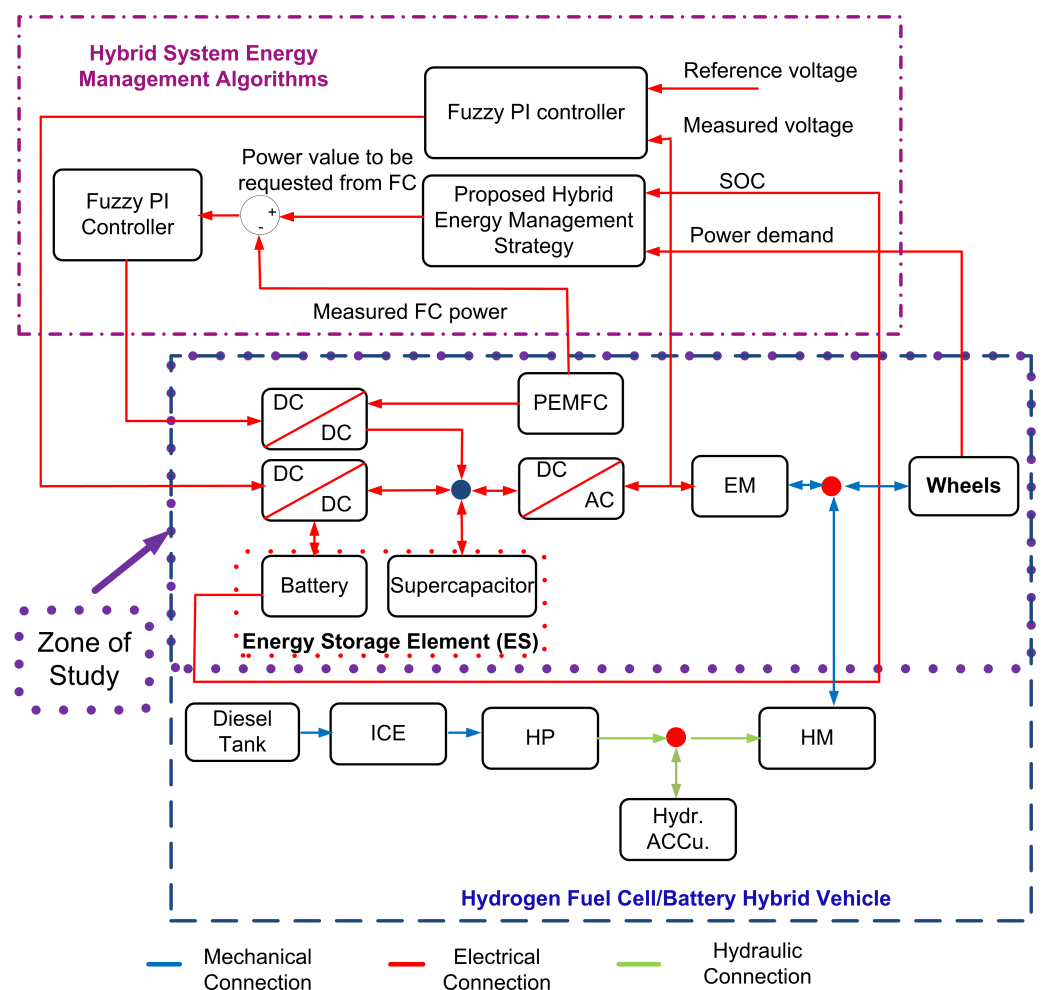 Hybrid System Energy
Management Algorithms
Reference voltage
Fuzzy PI controller
Measured voltage
Power value to be
requested from FC
SOC
Fuzzy PI
Controller
+
-
Proposed Hybrid
Energy Management
Strategy
Power demand
Measured FC power
DC
DC
PEMFC
DC
DC
DC
AC
EM
Wheels
Battery
Supercapacitor
Energy Storage Element (ES)
Zone of
Study
Diesel
Tank
ICE
HP
HM
Hydr.
ACCu.
Hydrogen Fuel Cell/Battery Hybrid Vehicle
Mechanical
Connection
Electrical
Connection
Hydraulic
Connection